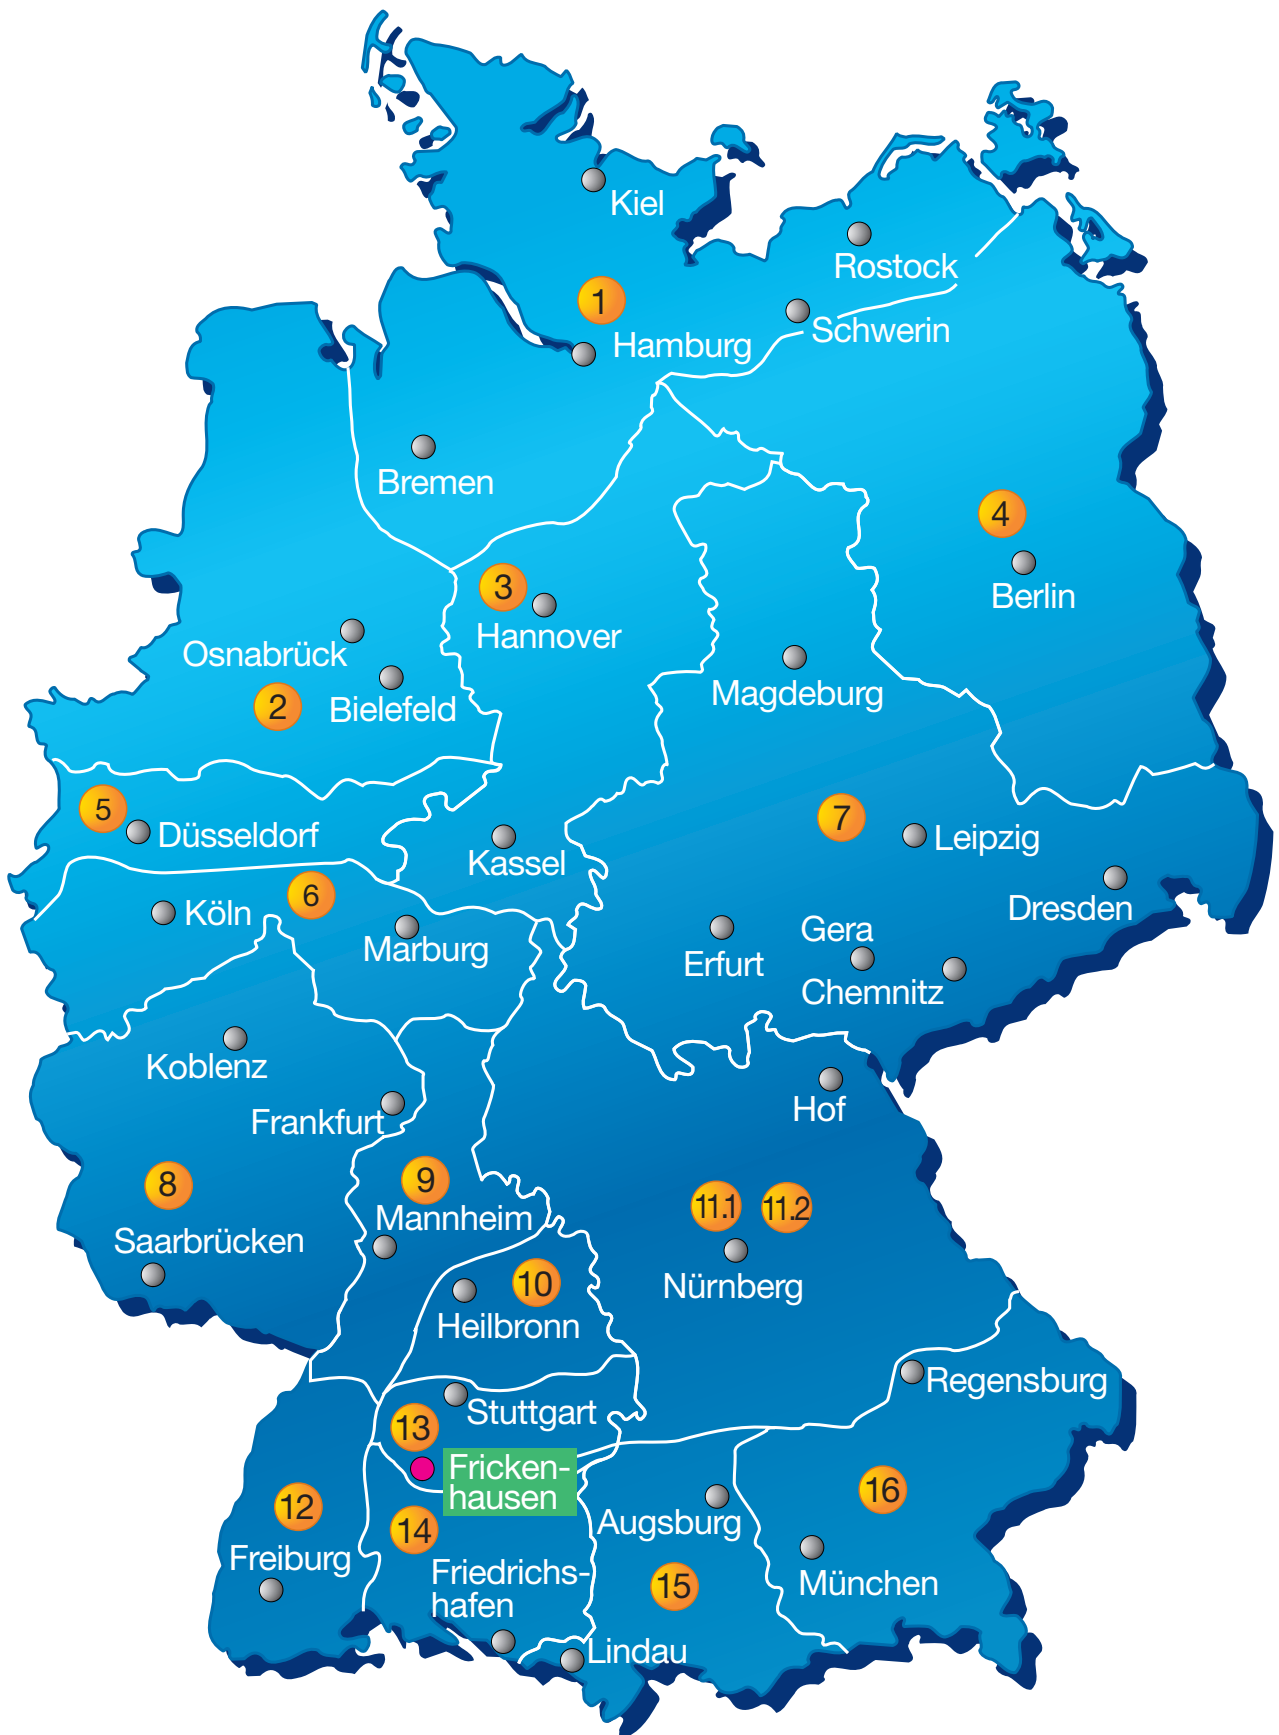 Kiel
Rostock
1
Schwerin
Hamburg
Bremen
4
3
Berlin
Hannover
Osnabrück
Magdeburg
2
Bielefeld
5
7
Düsseldorf
Leipzig
Kassel
6
Köln
Dresden
Marburg
Gera
Erfurt
Chemnitz
Koblenz
Hof
Frankfurt
8
9
11.1
11.2
Mannheim
Saarbrücken
10
Nürnberg
Heilbronn
Regensburg
Stuttgart
13
Fricken-
hausen
16
12
Augsburg
14
Freiburg
Friedrichs-
hafen
15
München
Lindau